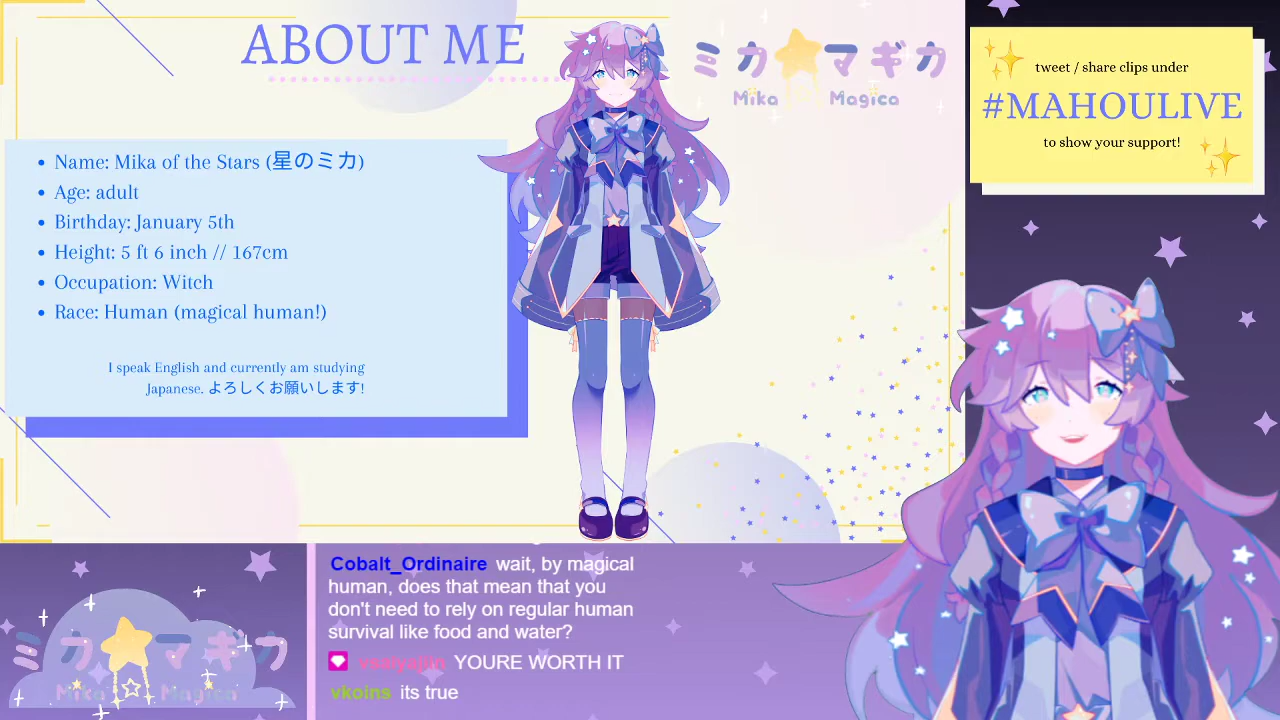 ABOUT ME
ミカ マギカ
Mika Magica
tweet / share clips under
#MAHOULIVE
to show your support!
• Name: Mika of the Stars (星のミカ)
• Age: adult
• Birthday: January 5th
• Height: 5 ft 6 inch // 167cm
• Occupation: Witch
• Race: Human (magical human!)
I speak English and currently am studying
Japanese. よろしくお願いします!
ミカ マギカ
Mika Magica
Cobalt_Ordinaire wait, by magical
human, does that mean that you
don't need to rely on regular human
survival like food and water?
YOURE WORTH IT
vkoins its true